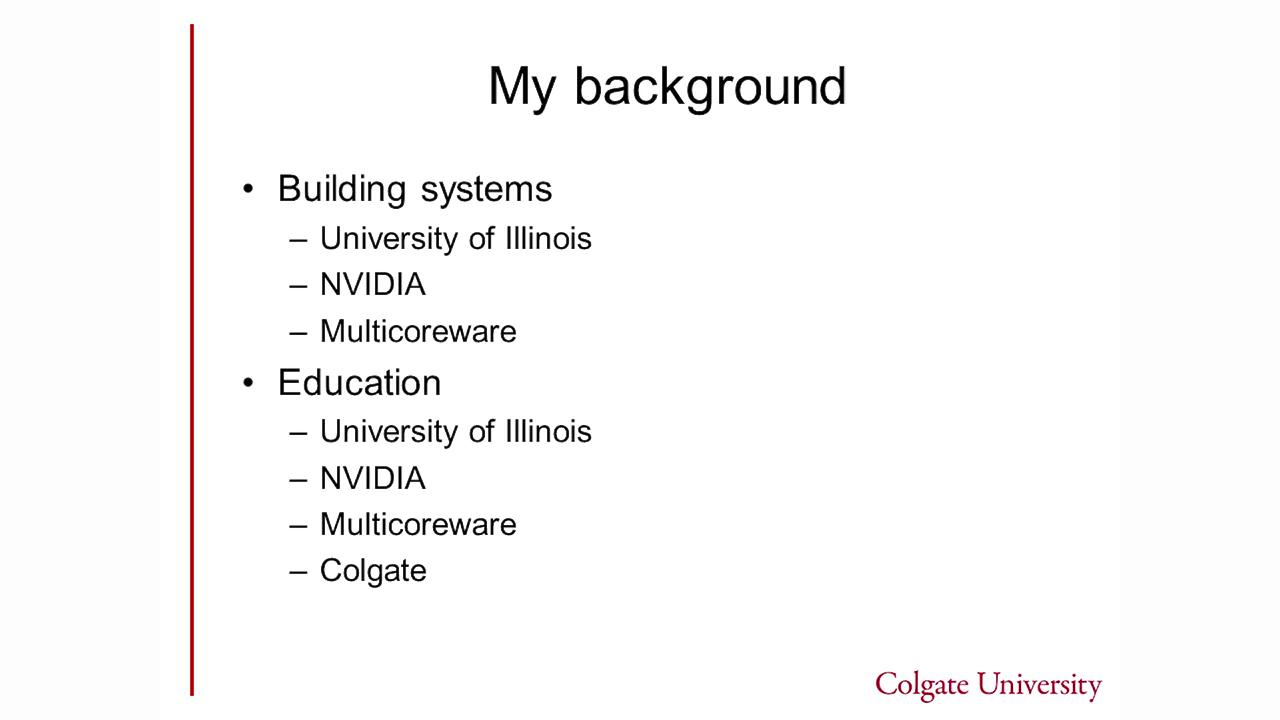 My background
• Building systems
– University of Illinois
– NVIDIA
– Multicoreware
• Education
– University of Illinois
– NVIDIA
– Multicoreware
– Colgate
Colgate University